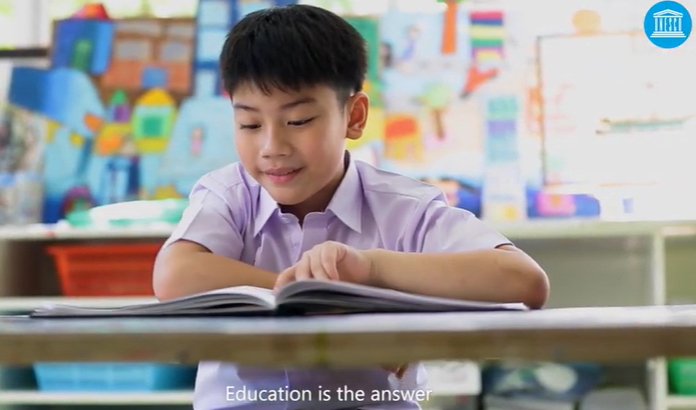 Education is the answer